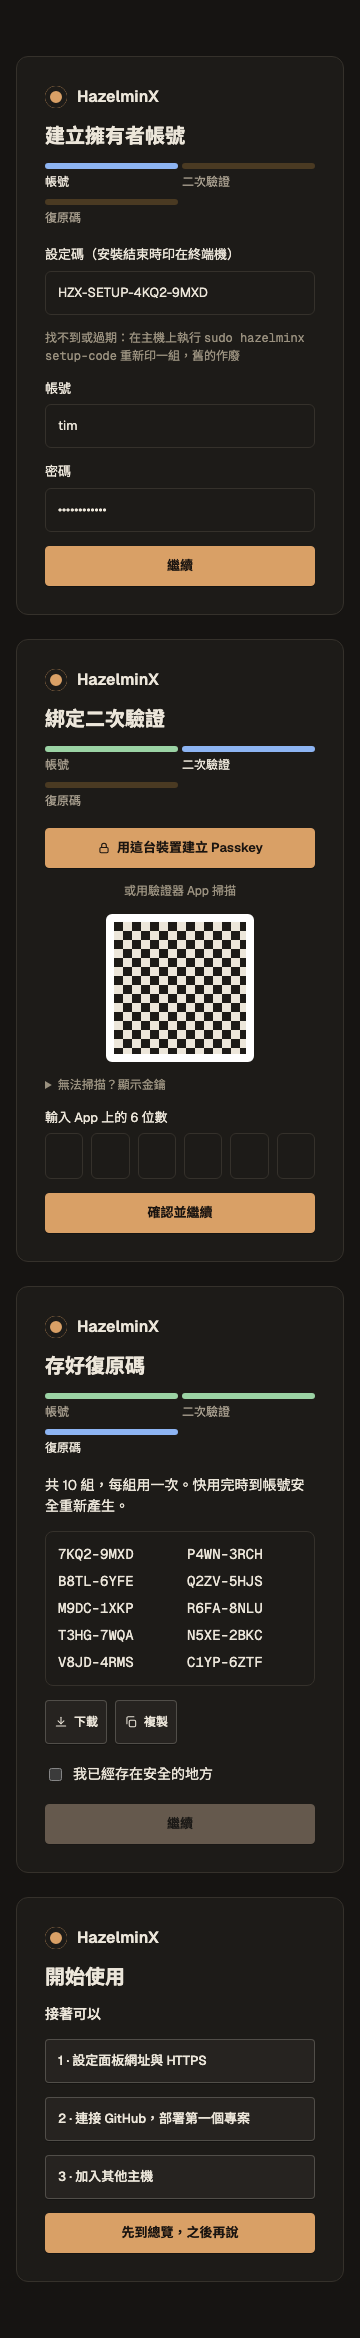 HazelminX
建立擁有者帳號
帳號
二次驗證
復原碼
設定碼（安裝結束時印在終端機）
HZX-SETUP-4KQ2-9MXD
找不到或過期：在主機上執行 sudo hazelminx
setup-code 重新印一組，舊的作廢
帳號
tim
密碼
••••••••••••
繼續
HazelminX
綁定二次驗證
帳號
二次驗證
復原碼
用這台裝置建立 Passkey
或用驗證器 App 掃描
▶ 無法掃描？顯示金鑰
輸入 App 上的 6 位數
確認並繼續
HazelminX
存好復原碼
帳號
二次驗證
復原碼
共 10 組，每組用一次。快用完時到帳號安
全重新產生。
7KQ2-9MXD P4WN-3RCH
B8TL-6YFE Q2ZV-5HJS
M9DC-1XKP R6FA-8NLU
T3HG-7WQA N5XE-2BKC
V8JD-4RMS C1YP-6ZTF
下載 複製
我已經存在安全的地方
繼續
HazelminX
開始使用
接著可以
1 · 設定面板網址與 HTTPS
2 · 連接 GitHub，部署第一個專案
3 · 加入其他主機
先到總覽，之後再說